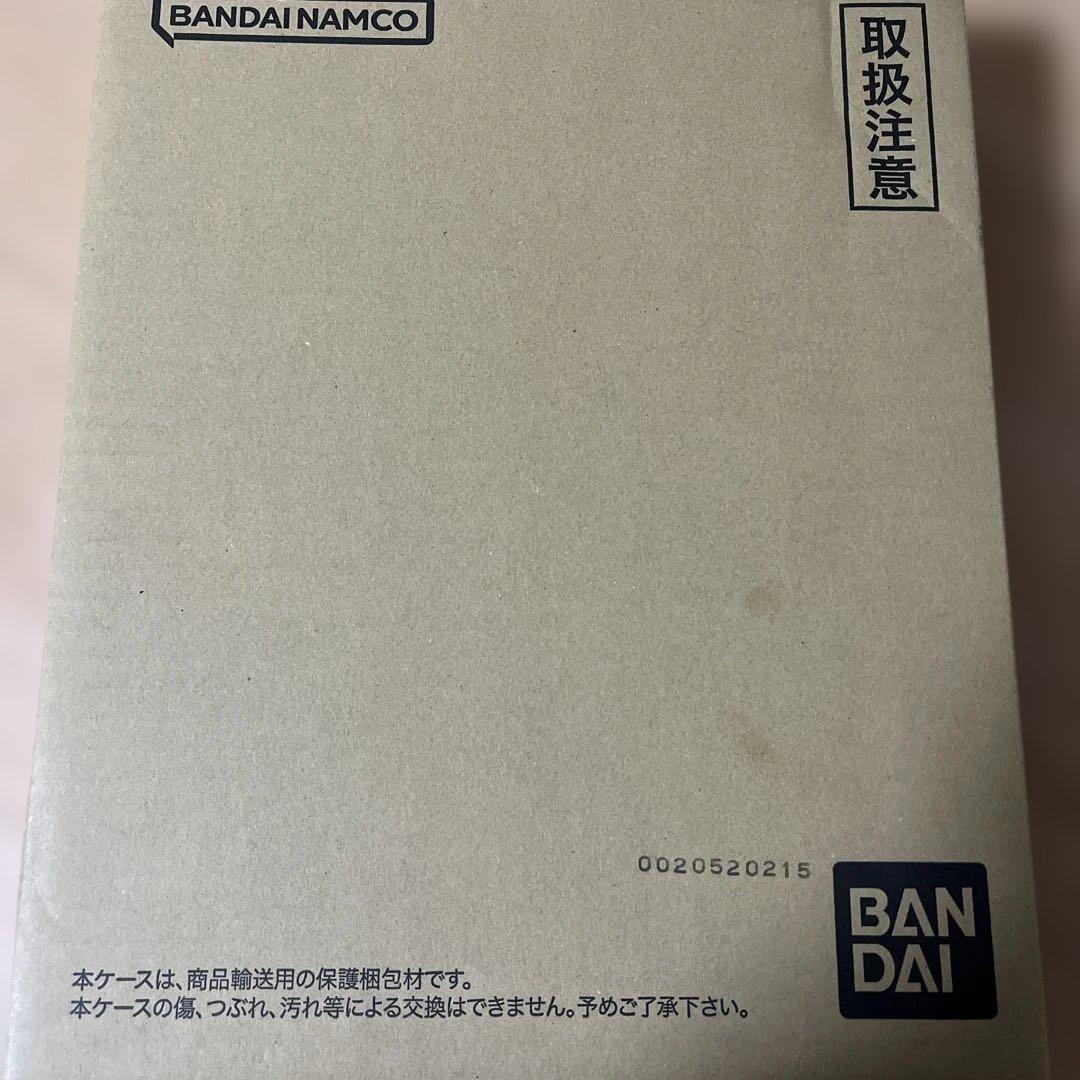 BANDAI NAMCO
取扱注意
0020520215
BAN
DAI
本ケースは、商品輸送用の保護梱包材です。
本ケースの傷、つぶれ、汚れ等による交換はできません。予めご了承下さい。